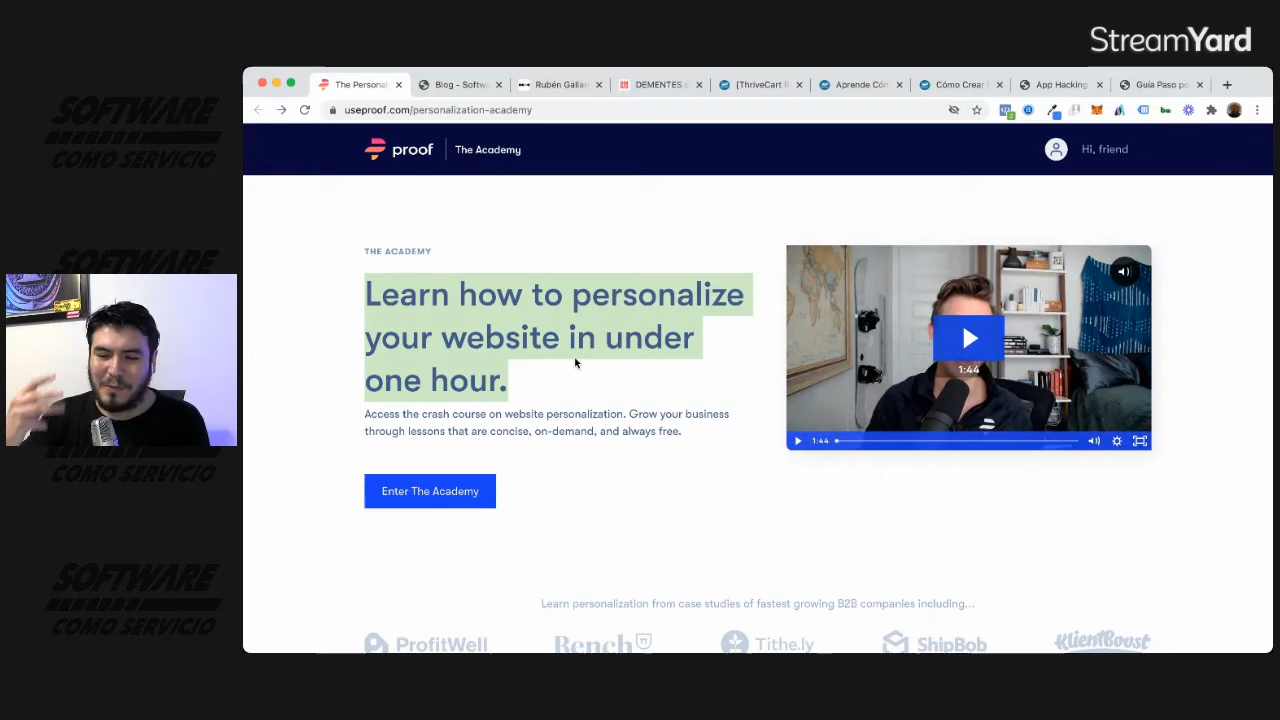 StreamYard
SOFTWARE
COMO SERVICIO
The Personal
Blog - Softwa
Rubén Gallar
DEMENTES
[ThriveCart R
Aprende Cóm
Cómo Crear
App Hacking
Guía Paso po
useproof.com/personalization-academy
proof
The Academy
Hi, friend
THE ACADEMY
Learn how to personalize
your website in under
one hour.
Access the crash course on website personalization. Grow your business
through lessons that are concise, on-demand, and always free.
1:44
1:44
Enter The Academy
SOFTWARE
COMO SERVICIO
Learn personalization from case studies of fastest growing B2B companies including...
ProfitWell
Bench
Tithe.ly
ShipBob
KlientBoost